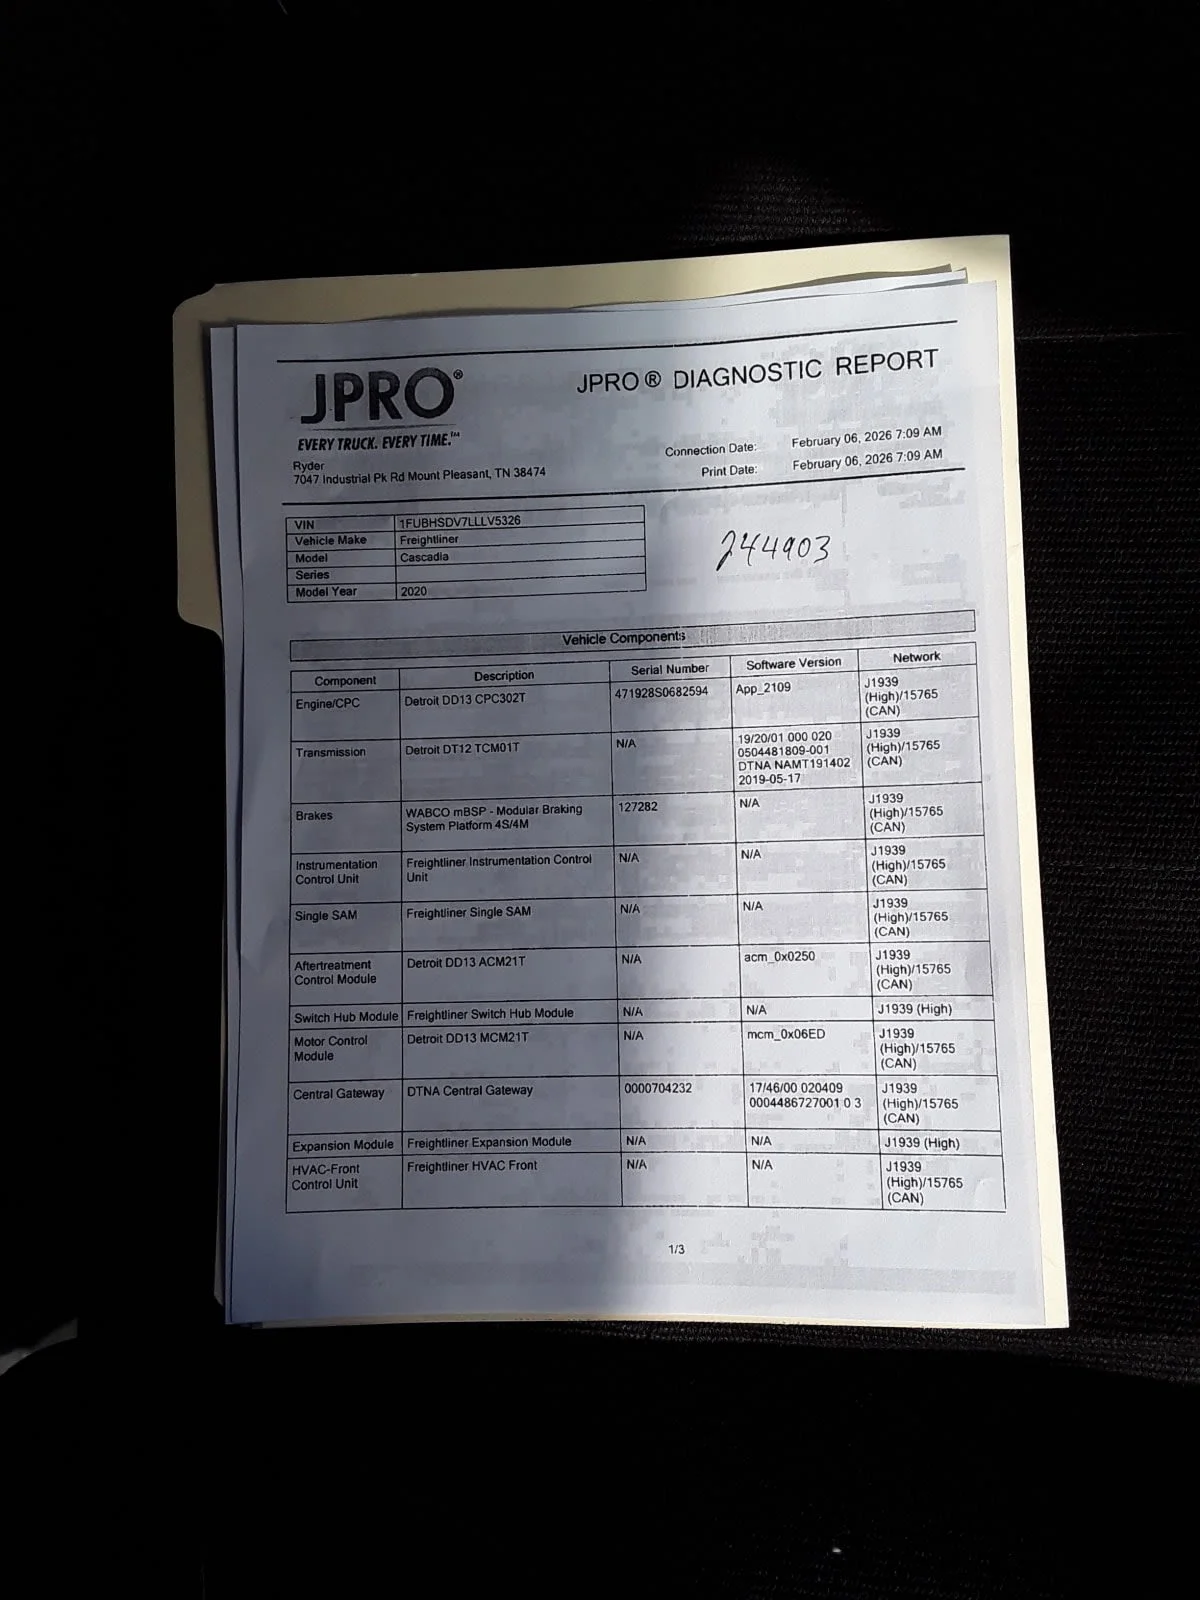 JPRO®
EVERY TRUCK. EVERY TIME.™
JPRO ® DIAGNOSTIC REPORT
Ryder
7047 Industrial Pk Rd Mount Pleasant, TN 38474
Connection Date: February 06, 2026 7:09 AM
Print Date: February 06, 2026 7:09 AM
VIN 1FUBHSDV7LLLV5326
Vehicle Make Freightliner
Model Cascadia
Series
Model Year 2020
244903
Vehicle Components
Component Description Serial Number Software Version Network
Engine/CPC Detroit DD13 CPC302T 471928S0682594 App_2109 J1939
(High)/15765
(CAN)
Transmission Detroit DT12 TCM01T N/A 19/20/01 000 020 J1939
0504481809-001 (High)/15765
DTNA NAMT191402 (CAN)
2019-05-17
Brakes WABCO mBSP - Modular Braking 127282 N/A J1939
System Platform 4S/4M (High)/15765
(CAN)
Instrumentation Freightliner Instrumentation Control N/A N/A J1939
Control Unit Unit (High)/15765
(CAN)
Single SAM Freightliner Single SAM N/A N/A J1939
(High)/15765
(CAN)
Aftertreatment Detroit DD13 ACM21T N/A acm_0x0250 J1939
Control Module (High)/15765
(CAN)
Switch Hub Module Freightliner Switch Hub Module N/A N/A J1939 (High)
Motor Control Detroit DD13 MCM21T N/A mcm_0x06ED J1939
Module (High)/15765
(CAN)
Central Gateway DTNA Central Gateway 0000704232 17/46/00 020409 J1939
0004486727001 0 3 (High)/15765
(CAN)
Expansion Module Freightliner Expansion Module N/A N/A J1939 (High)
HVAC-Front Freightliner HVAC Front N/A N/A J1939
Control Unit (High)/15765
(CAN)
1/3